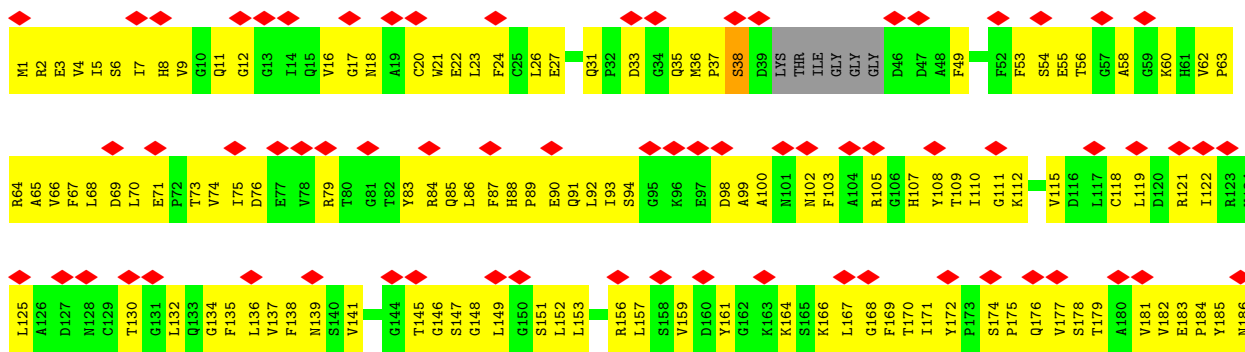 M1 R2 E3 V4 I5 S6 I7 H8 V9 G10 Q11 G12 G13 I14 Q15 V16 G17 N18 A19 C20 W21 E22 L23 F24 C25 L26 E27 Q31 P32 D33 G34 Q35 M36 P37 S38 D39 LYS THR ILE GLY GLY GLY D46 D47 A48 F49 F52 F53 S54 E55 T56 G57 A58 G59 K60 H61 V62 P63
R64 A65 V66 F67 L68 D69 L70 E71 P72 T73 V74 I75 D76 E77 V78 R79 T80 G81 T82 Y83 R84 Q85 L86 F87 H88 P89 E90 Q91 L92 I93 S94 G95 K96 E97 D98 A99 A100 N101 N102 F103 A104 R105 G106 H107 Y108 T109 I110 G111 K112 V115 D116 L117 C118 L119 D120 R121 I122 R123
L125 A126 D127 N128 C129 T130 G131 L132 Q133 G134 F135 L136 V137 F138 N139 S140 V141 G144 T145 G146 S147 G148 L149 G150 S151 L152 L153 R156 L157 S158 V159 D160 Y161 G162 K163 K164 S165 K166 L167 G168 F169 T170 I171 Y172 P173 S174 P175 Q176 V177 S178 T179 A180 V181 V182 E183 P184 Y185 N186